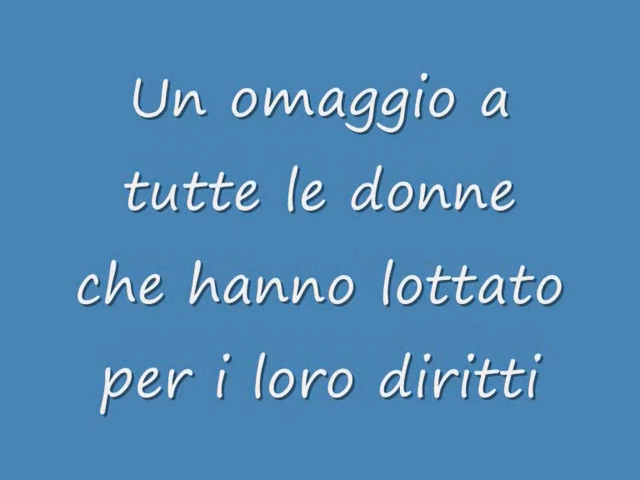 Un omaggio a
tutte le donne
che hanno lottato
per i loro diritti